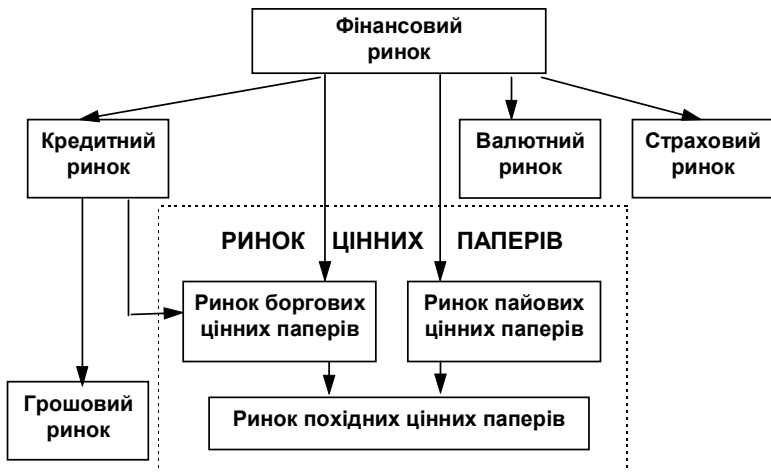 Фінансовий
ринок
Кредитний
ринок
Валютний
ринок
Страховий
ринок
РИНОК ЦІННИХ ПАПЕРІВ
Ринок боргових
цінних паперів
Ринок пайових
цінних паперів
Грошовий
ринок
Ринок похідних цінних паперів